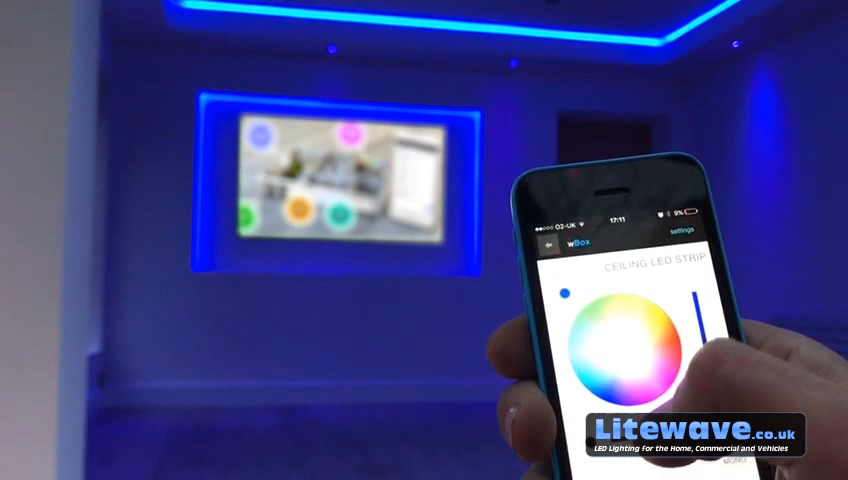 O2-UK 17:11 9%
wBox settings
CEILING LED STRIP
Litewave.co.uk
LED Lighting For the Home, Commercial and Vehicles